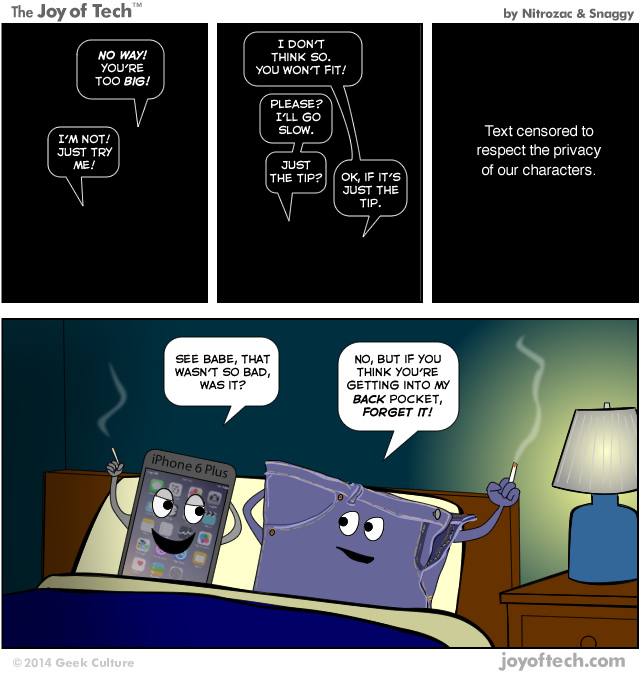 The Joy of Tech™
by Nitrozac & Snaggy
NO WAY!
YOU'RE
TOO BIG!
I'M NOT!
JUST TRY
ME!
I DON'T
THINK SO.
YOU WON'T FIT!
PLEASE?
I'LL GO
SLOW.
JUST
THE TIP?
OK, IF IT'S
JUST THE
TIP.
Text censored to
respect the privacy
of our characters.
SEE BABE, THAT
WASN'T SO BAD,
WAS IT?
NO, BUT IF YOU
THINK YOU'RE
GETTING INTO MY
BACK POCKET,
FORGET IT!
iPhone 6 Plus
©2014 Geek Culture
joyoftech.com